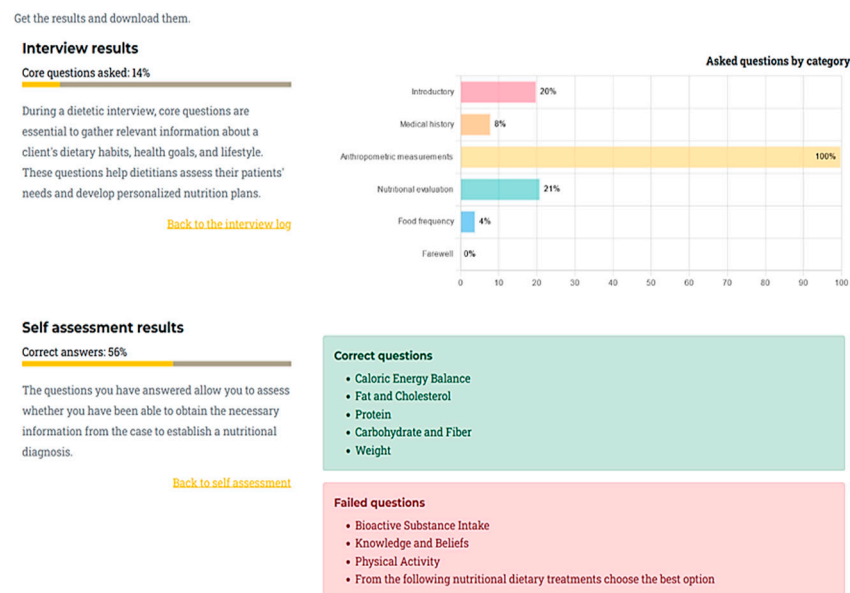 Get the results and download them.
Interview results
Core questions asked: 14%
During a dietetic interview, core questions are
essential to gather relevant information about a
client's dietary habits, health goals, and lifestyle.
These questions help dietitians assess their patients'
needs and develop personalized nutrition plans.
Back to the interview log
Asked questions by category
Introductory
20%
Medical history
8%
Anthropometric measurements
100%
Nutritional evaluation
21%
Food frequency
4%
Farewell
0%
0 10 20 30 40 50 60 70 80 90 100
Self assessment results
Correct answers: 56%
The questions you have answered allow you to assess
whether you have been able to obtain the necessary
information from the case to establish a nutritional
diagnosis.
Back to self assessment
Correct questions
• Caloric Energy Balance
• Fat and Cholesterol
• Protein
• Carbohydrate and Fiber
• Weight
Failed questions
• Bioactive Substance Intake
• Knowledge and Beliefs
• Physical Activity
• From the following nutritional dietary treatments choose the best option